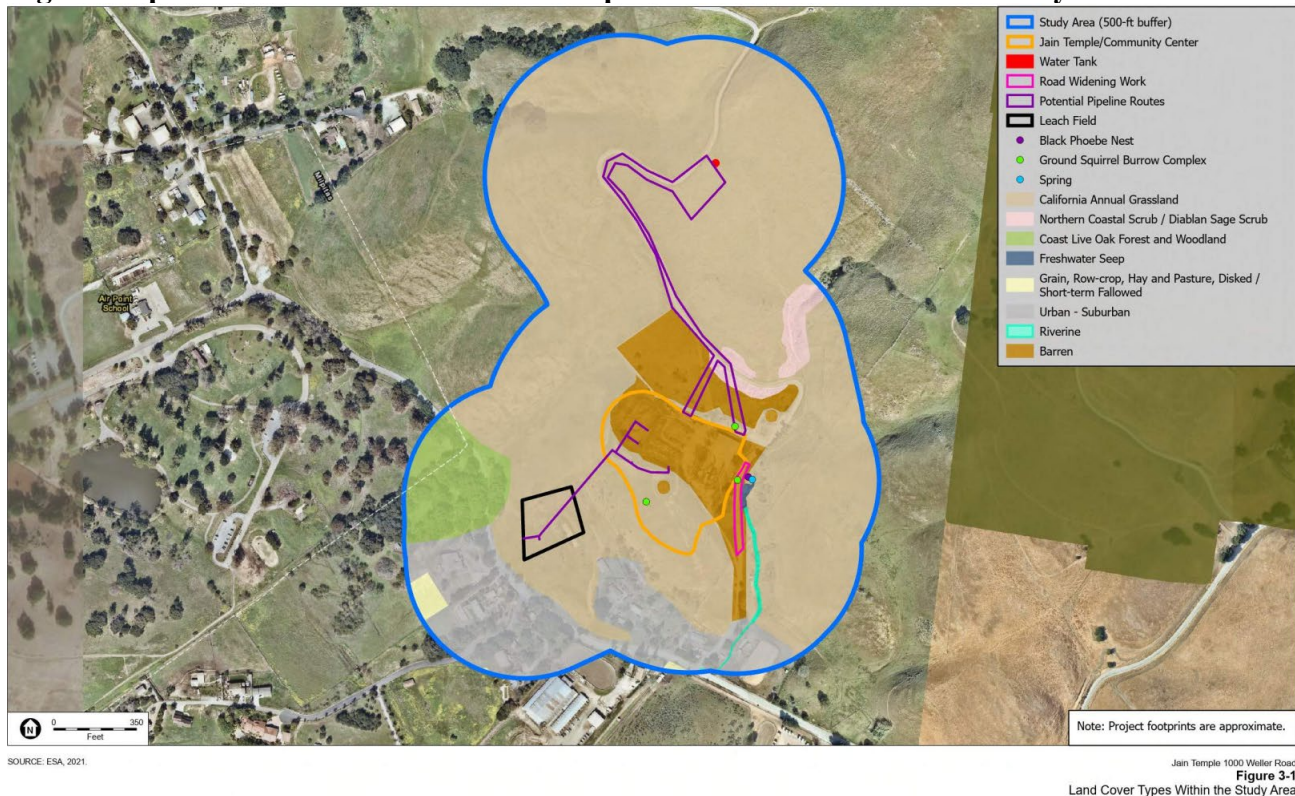 Study Area (500-ft buffer)
Jain Temple/Community Center
Water Tank
Road Widening Work
Potential Pipeline Routes
Leach Field
Black Phoebe Nest
Ground Squirrel Burrow Complex
Spring
California Annual Grassland
Northern Coastal Scrub / Diablan Sage Scrub
Coast Live Oak Forest and Woodland
Freshwater Seep
Grain, Row-crop, Hay and Pasture, Disked /
Short-term Fallowed
Urban - Suburban
Riverine
Barren
Milpitas
Air Point
School
N
0 350
Feet
Note: Project footprints are approximate.
SOURCE: ESA, 2021.
Jain Temple 1000 Weller Road
Figure 3-1
Land Cover Types Within the Study Area